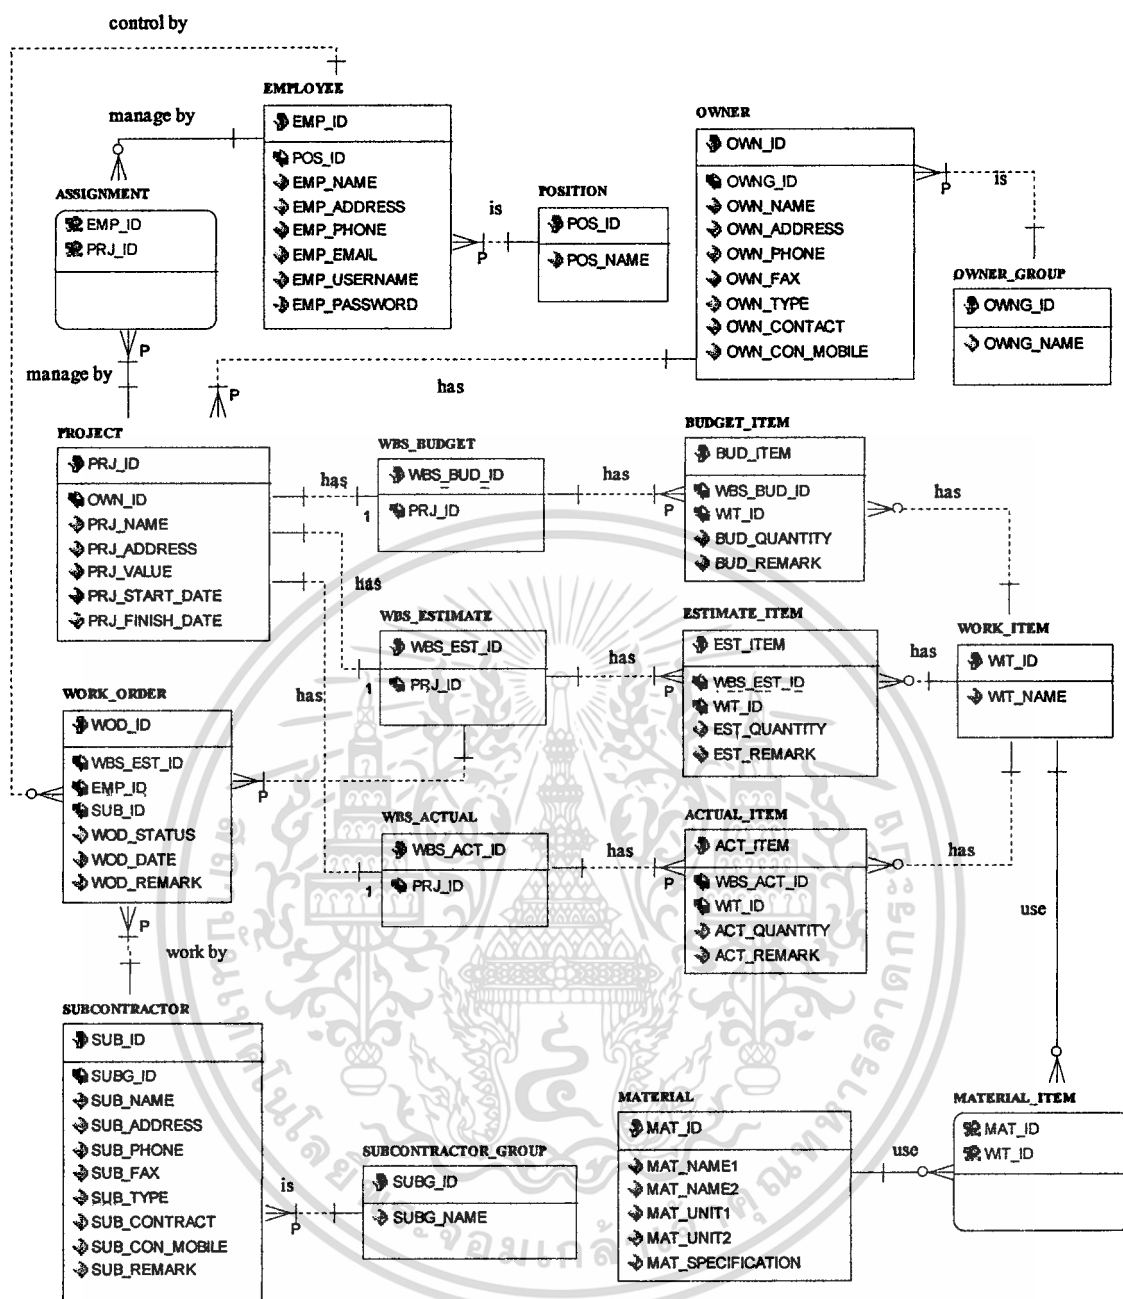 control by
EMPLOYEE
EMP_ID
POS_ID
EMP_NAME
EMP_ADDRESS
EMP_PHONE
EMP_EMAIL
EMP_USERNAME
EMP_PASSWORD
manage by
ASSIGNMENT
EMP_ID
PRJ_ID
P
manage by
is
P
POSITION
POS_ID
POS_NAME
OWNER
OWN_ID
OWNG_ID
OWN_NAME
OWN_ADDRESS
OWN_PHONE
OWN_FAX
OWN_TYPE
OWN_CONTACT
OWN_CON_MOBILE
P
is
OWNER_GROUP
OWNG_ID
OWNG_NAME
P
has
PROJECT
PRJ_ID
OWN_ID
PRJ_NAME
PRJ_ADDRESS
PRJ_VALUE
PRJ_START_DATE
PRJ_FINISH_DATE
has
1
WBS_BUDGET
WBS_BUD_ID
PRJ_ID
has
P
BUDGET_ITEM
BUD_ITEM
WBS_BUD_ID
WIT_ID
BUD_QUANTITY
BUD_REMARK
has
has
1
WBS_ESTIMATE
WBS_EST_ID
PRJ_ID
has
P
ESTIMATE_ITEM
EST_ITEM
WBS_EST_ID
WIT_ID
EST_QUANTITY
EST_REMARK
has
WORK_ITEM
WIT_ID
WIT_NAME
WORK_ORDER
WOD_ID
WBS_EST_ID
EMP_ID
SUB_ID
WOD_STATUS
WOD_DATE
WOD_REMARK
P
P
has
1
WBS_ACTUAL
WBS_ACT_ID
PRJ_ID
has
P
ACTUAL_ITEM
ACT_ITEM
WBS_ACT_ID
WIT_ID
ACT_QUANTITY
ACT_REMARK
has
use
work by
SUBCONTRACTOR
SUB_ID
SUBG_ID
SUB_NAME
SUB_ADDRESS
SUB_PHONE
SUB_FAX
SUB_TYPE
SUB_CONTRACT
SUB_CON_MOBILE
SUB_REMARK
is
P
SUBCONTRACTOR_GROUP
SUBG_ID
SUBG_NAME
MATERIAL
MAT_ID
MAT_NAME1
MAT_NAME2
MAT_UNIT1
MAT_UNIT2
MAT_SPECIFICATION
use
MATERIAL_ITEM
MAT_ID
WIT_ID